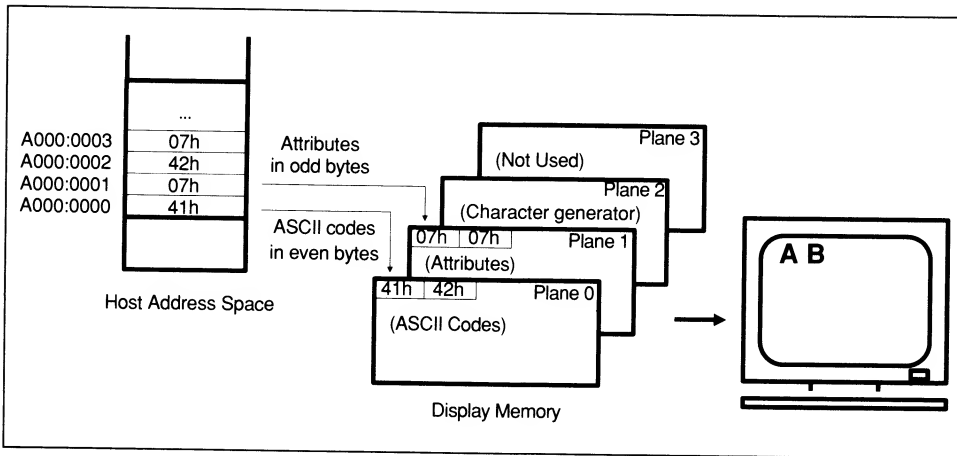 ...
A000:0003 07h
A000:0002 42h
A000:0001 07h
A000:0000 41h
Host Address Space
Attributes
in odd bytes
ASCII codes
in even bytes
Plane 3
(Not Used)
Plane 2
(Character generator)
07h 07h Plane 1
(Attributes)
41h 42h Plane 0
(ASCII Codes)
Display Memory
A B